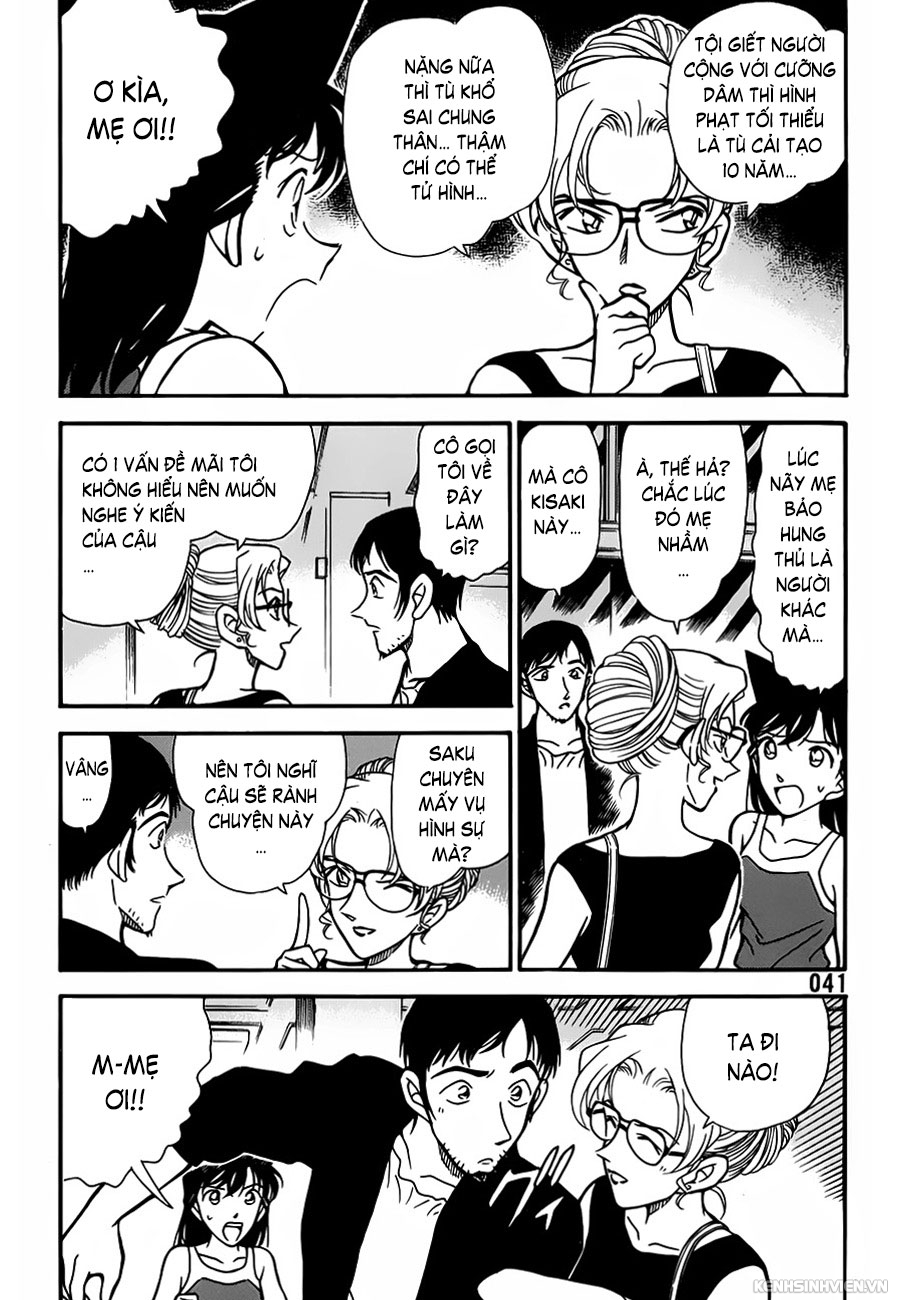 TỘI GIẾT NGƯỜI
CỘNG VỚI CƯỠNG
DÂM THÌ HÌNH
PHẠT TỐI THIỂU
LÀ TÙ CẢI TẠO
10 NĂM...
NẶNG NỮA
THÌ TÙ KHỔ
SAI CHUNG
THÂN... THẬM
CHÍ CÓ THỂ
TỬ HÌNH...
Ơ KÌA,
MẸ ƠI!!
LÚC
NÃY MẸ
BẢO
HUNG
THỦ LÀ
NGƯỜI
KHÁC
MÀ...
À, THẾ HẢ?
CHẮC LÚC
ĐÓ MẸ
NHẦM
...
MÀ CÔ
KISAKI
NÀY...
CÔ GỌI
TÔI VỀ
ĐÂY
LÀM
GÌ?
CÓ 1 VẤN ĐỀ MÃI TÔI
KHÔNG HIỂU NÊN MUỐN
NGHE Ý KIẾN
CỦA CẬU
...
SAKU
CHUYÊN
MẤY VỤ
HÌNH SỰ
MÀ?
NÊN TÔI NGHĨ
CẬU SẼ RÀNH
CHUYỆN NÀY
...
VÂNG
...
041
TA ĐI
NÀO!
M-MẸ
ƠI!!
KENHSINHVIEN.VN